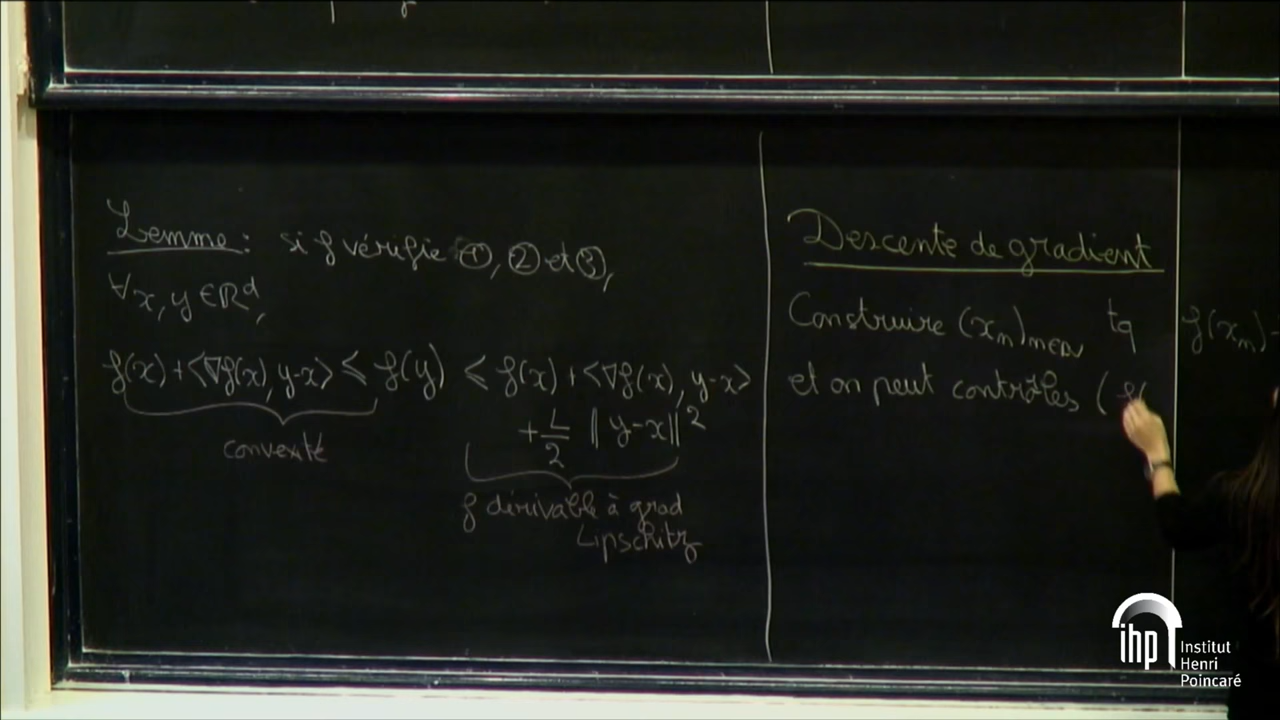 Lemme : si f vérifie ①, ② et ③,
∀x, y ∈ ℝᵈ,
f(x) + <∇f(x), y-x> ≤ f(y) ≤ f(x) + <∇f(x), y-x>
+ L/2 ‖y-x‖²
convexité
f dérivable à grad
Lipschitz
Descente de gradient
Construire (xₙ)ₙ∈ℕ tq f(xₙ)
et on peut contrôler (f(
ihp Institut
Henri
Poincaré